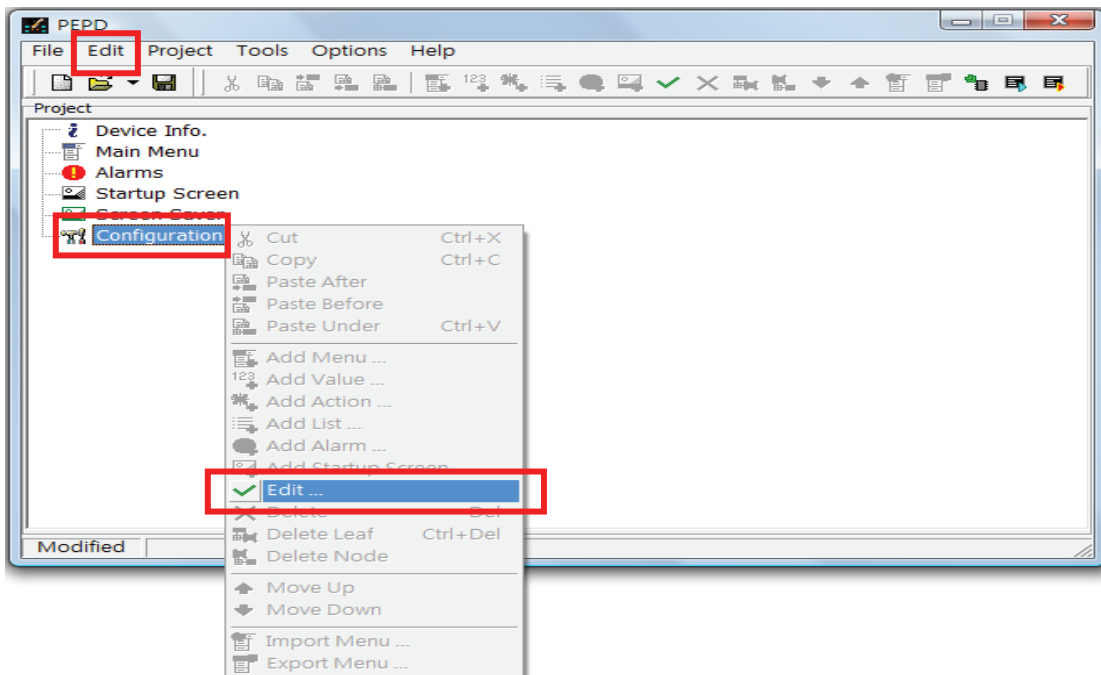 PEPD
File Edit Project Tools Options Help
123
Project
Device Info.
Main Menu
Alarms
Startup Screen
Screen Saver
Configuration
Cut Ctrl+X
Copy Ctrl+C
Paste After
Paste Before
Paste Under Ctrl+V
Add Menu ...
123 Add Value ...
Add Action ...
Add List ...
Add Alarm ...
Add Startup Screen
Edit ...
Delete Del
Delete Leaf Ctrl+Del
Delete Node
Modified
Move Up
Move Down
Import Menu ...
Export Menu ...